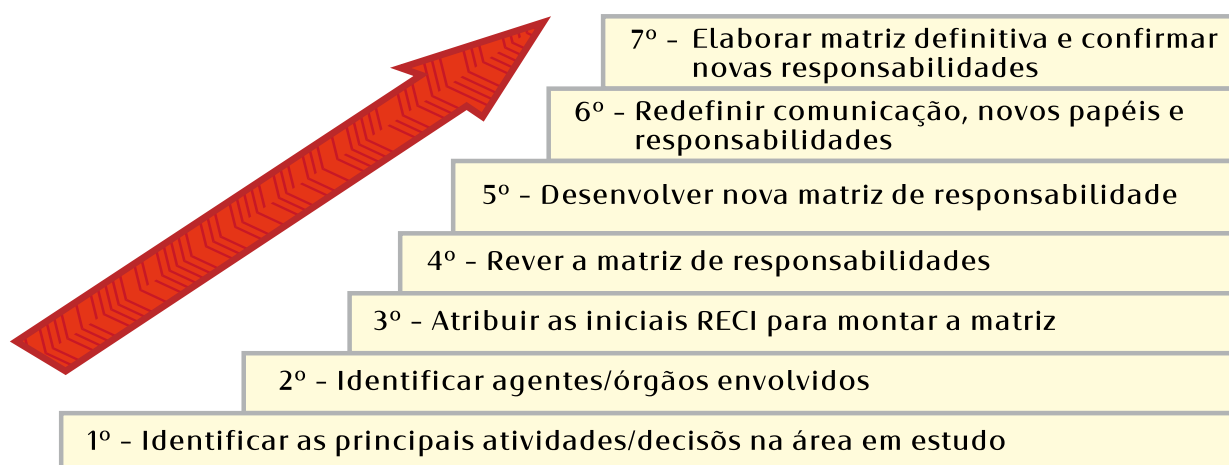 7º - Elaborar matriz definitiva e confirmar
novas responsabilidades
6º - Redefinir comunicação, novos papéis e
responsabilidades
5º - Desenvolver nova matriz de responsabilidade
4º - Rever a matriz de responsabilidades
3º - Atribuir as iniciais RECI para montar a matriz
2º - Identificar agentes/órgãos envolvidos
1º - Identificar as principais atividades/decisõs na área em estudo